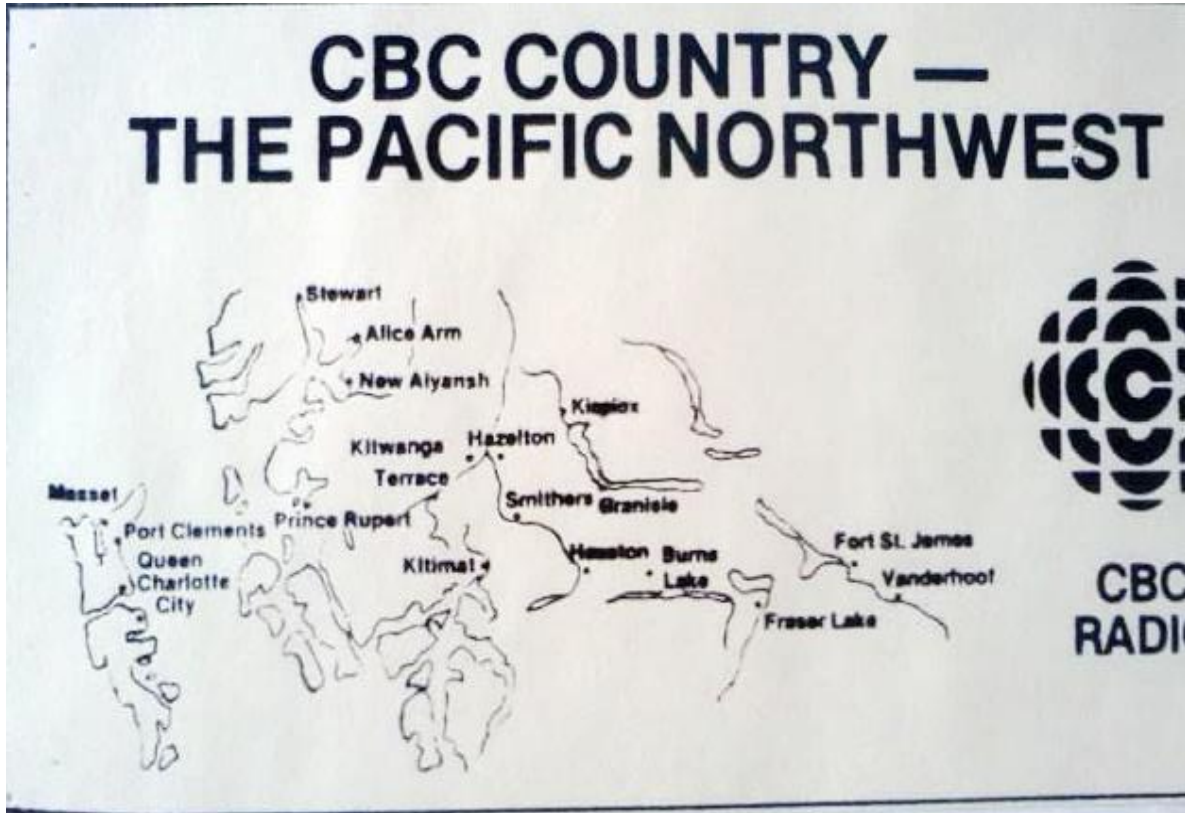 CBC COUNTRY —
THE PACIFIC NORTHWEST
Stewart
Alice Arm
New Aiyansh
Kispiox
Kitwanga
Hazelton
Terrace
Masset
Smithers
Granisle
Port Clements
Prince Rupert
Queen
Charlotte
City
Kitimat
Houston
Burns
Lake
Fort St. James
Vanderhoof
Fraser Lake
CBC